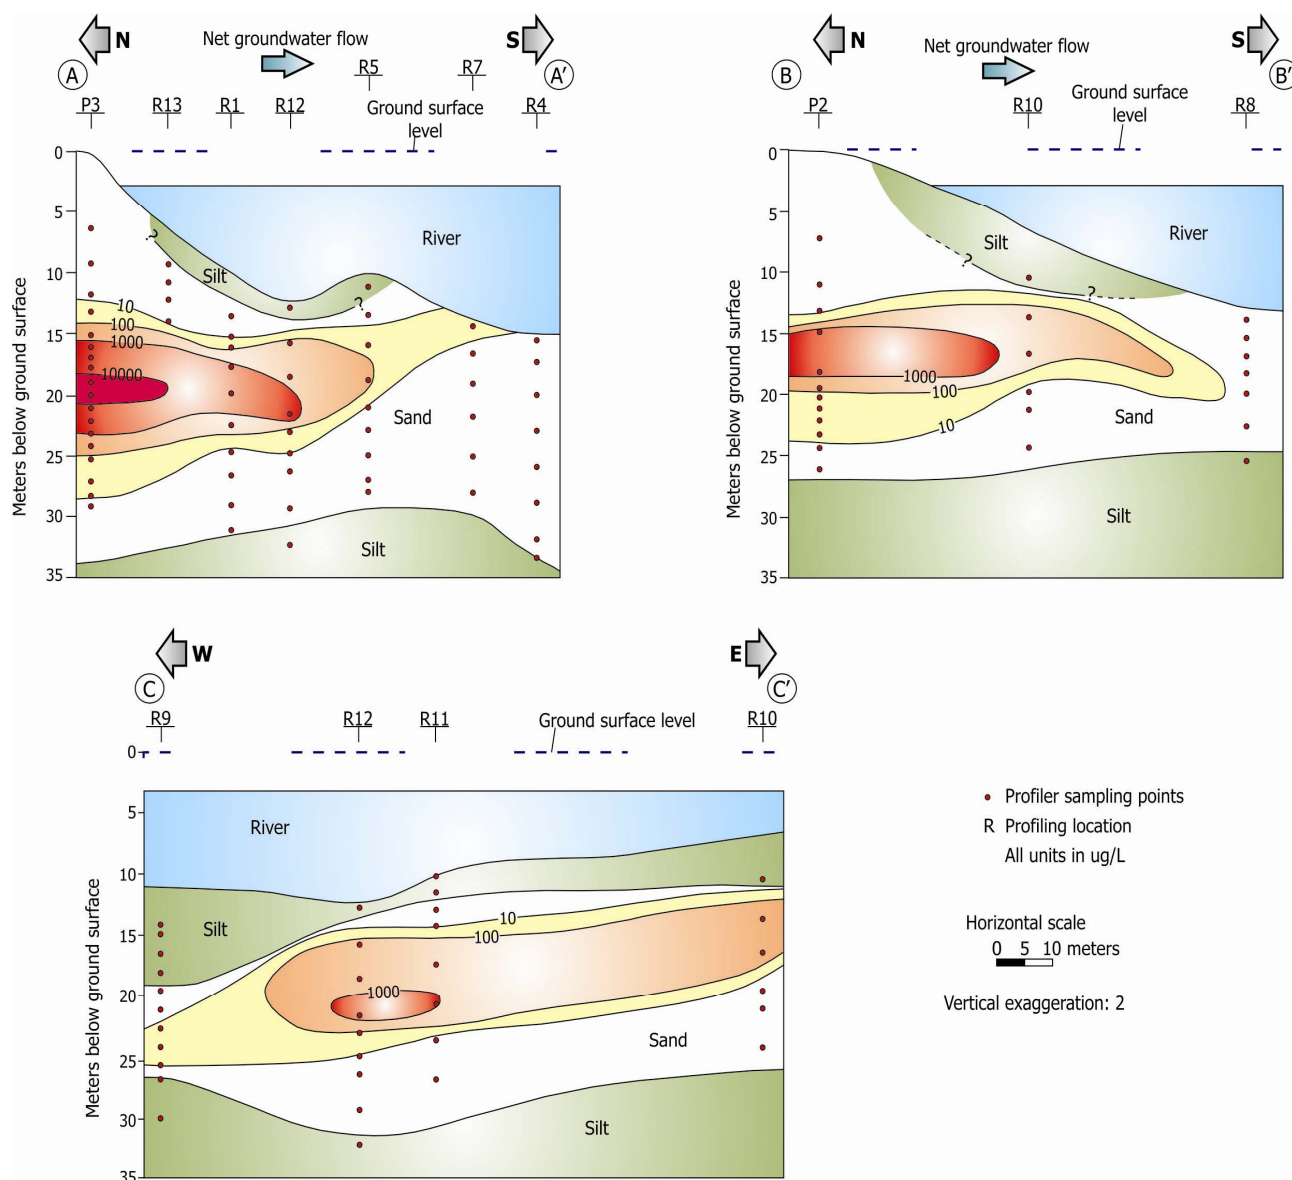 N
Net groundwater flow
S
A
R5
R7
A'
P3
R13
R1
R12
Ground surface
level
R4
0
5
10
15
20
25
30
35
Meters below ground surface
River
?
Silt
?
10
100
1000
10000
Sand
Silt
N
Net groundwater flow
S
B
B'
P2
R10
Ground surface
level
R8
0
5
10
15
20
25
30
35
Meters below ground surface
Silt
River
?
?
1000
100
10
Sand
Silt
W
E
C
C'
R9
R12
R11
Ground surface level
R10
0
5
10
15
20
25
30
35
Meters below ground surface
River
Silt
10
100
1000
Sand
Silt
Profiler sampling points
R Profiling location
All units in ug/L
Horizontal scale
0 5 10 meters
Vertical exaggeration: 2